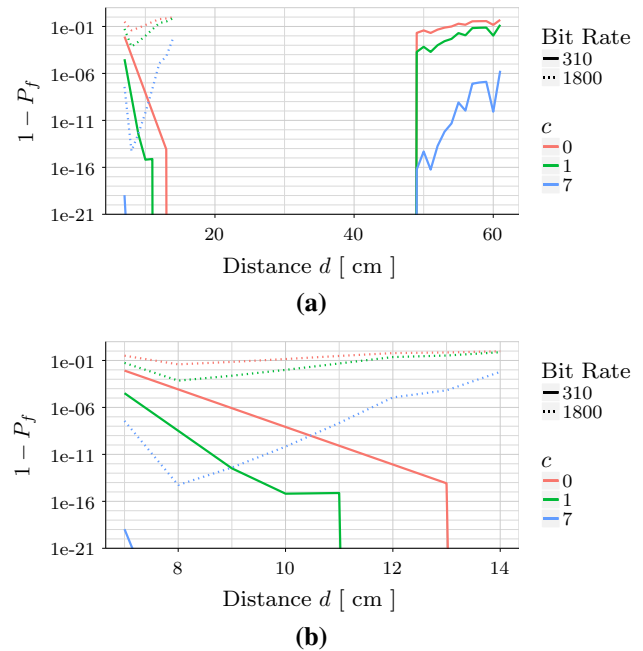 1e-01
1e-06
1e-11
1e-16
1e-21
1 − P_f
20
40
60
Distance d [ cm ]
Bit Rate
310
1800
c
0
1
7
(a)
1e-01
1e-06
1e-11
1e-16
1e-21
1 − P_f
8
10
12
14
Distance d [ cm ]
Bit Rate
310
1800
c
0
1
7
(b)